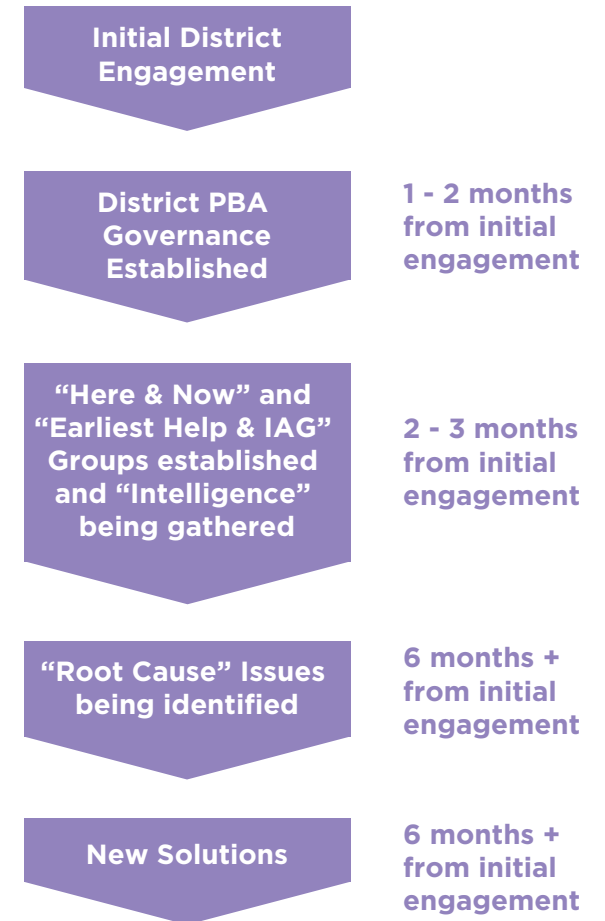 Initial District
Engagement
District PBA
Governance
Established
1 - 2 months
from initial
engagement
“Here & Now” and
“Earliest Help & IAG”
Groups established
and “Intelligence”
being gathered
2 - 3 months
from initial
engagement
“Root Cause” Issues
being identified
6 months +
from initial
engagement
New Solutions
6 months +
from initial
engagement